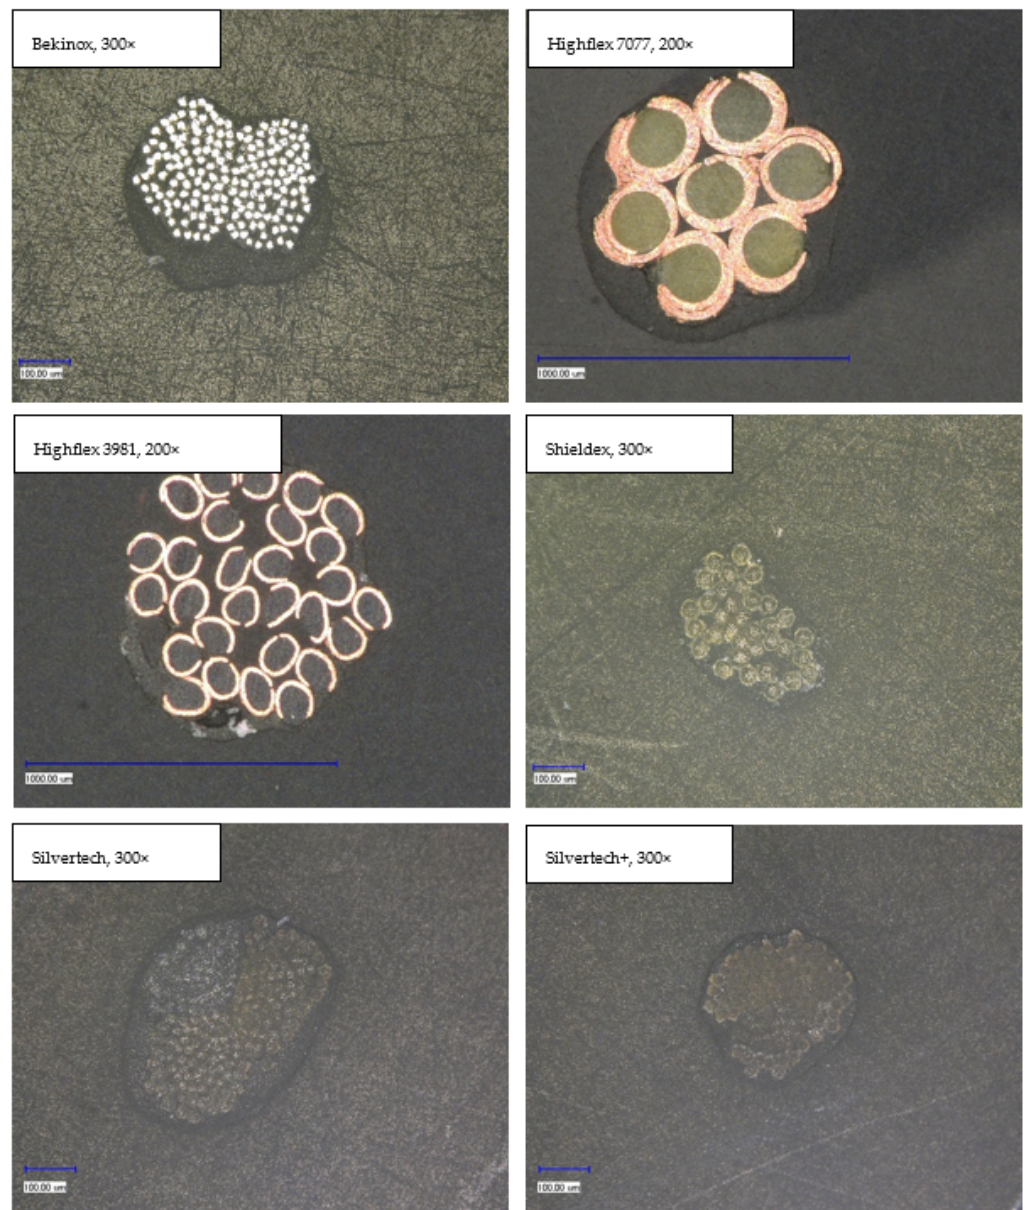 Bekinox, 300×
100.00 um
Highflex 7077, 200×
1000.00 um
Highflex 3981, 200×
1000.00 um
Shieldex, 300×
100.00 um
Silvertech, 300×
100.00 um
Silvertech+, 300×
100.00 um